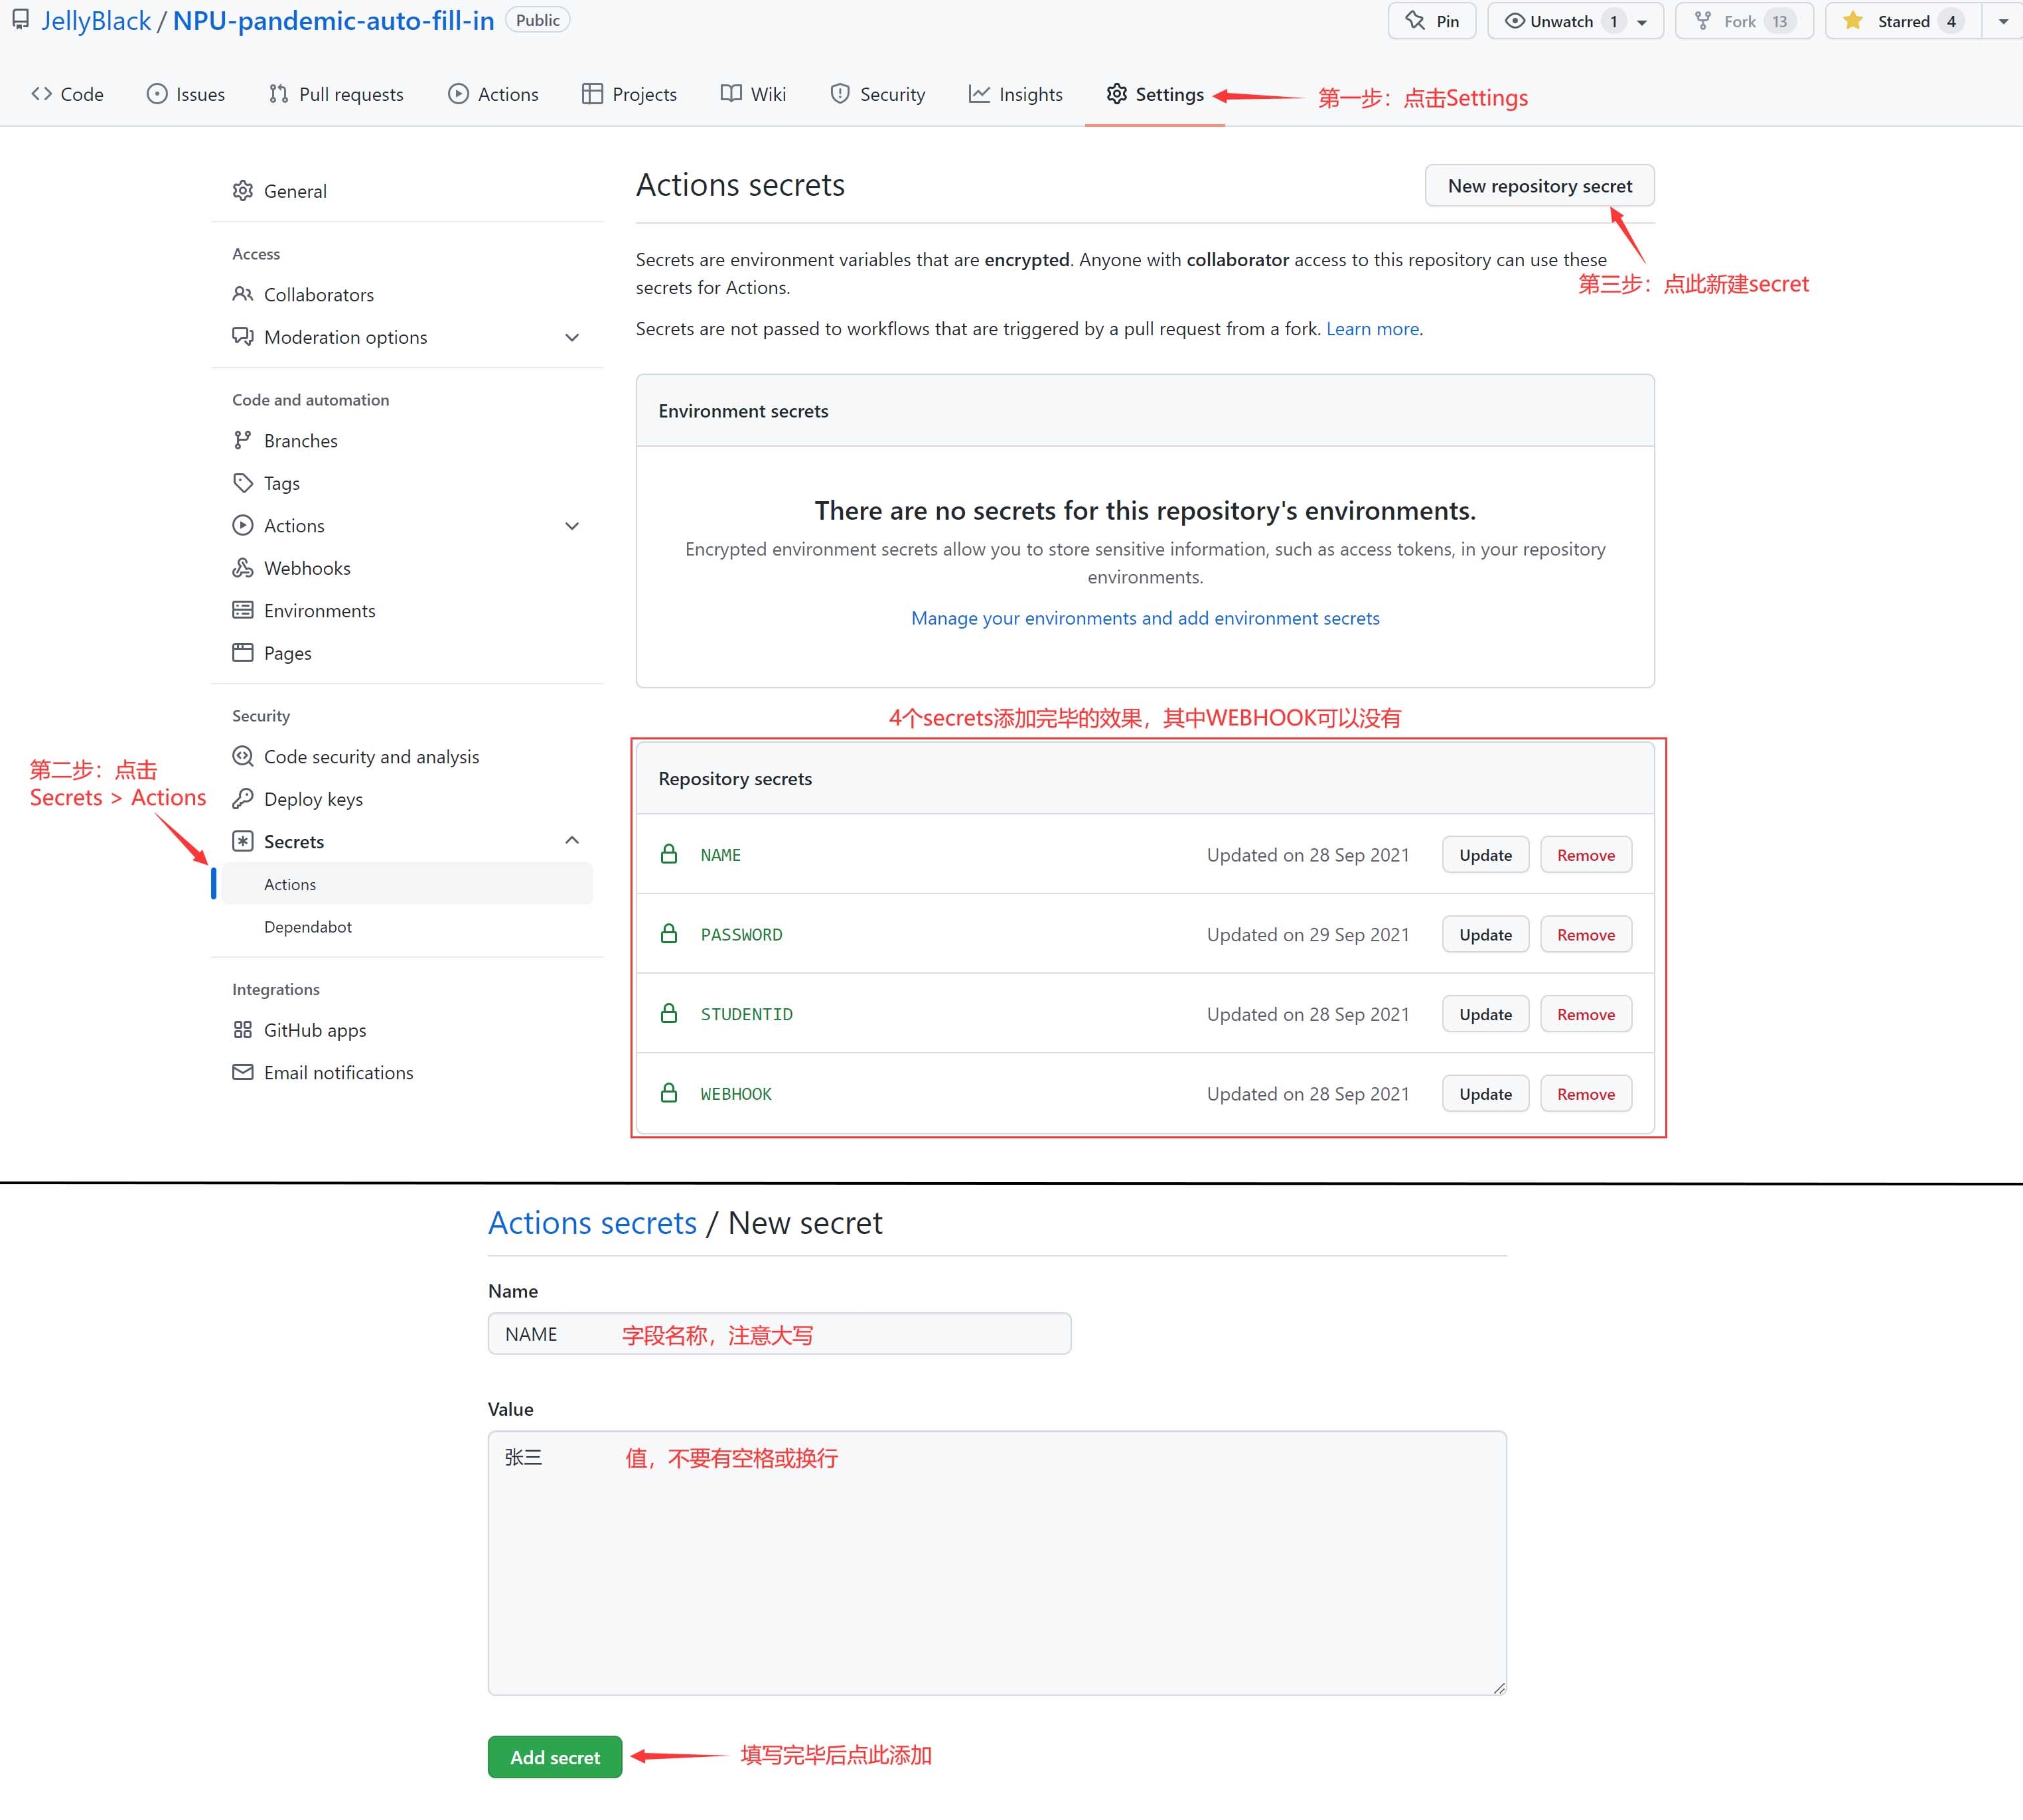 JellyBlack / NPU-pandemic-auto-fill-in Public
Pin
Unwatch 1
Fork 13
Starred 4
Code
Issues
Pull requests
Actions
Projects
Wiki
Security
Insights
Settings
第一步：点击Settings
General
Access
Collaborators
Moderation options
Code and automation
Branches
Tags
Actions
Webhooks
Environments
Pages
Security
Code security and analysis
Deploy keys
Secrets
Actions
Dependabot
Integrations
GitHub apps
Email notifications
第二步：点击
Secrets > Actions
Actions secrets
New repository secret
第三步：点此新建secret
Secrets are environment variables that are encrypted. Anyone with collaborator access to this repository can use these
secrets for Actions.
Secrets are not passed to workflows that are triggered by a pull request from a fork. Learn more.
Environment secrets
There are no secrets for this repository's environments.
Encrypted environment secrets allow you to store sensitive information, such as access tokens, in your repository
environments.
Manage your environments and add environment secrets
4个secrets添加完毕的效果，其中WEBHOOK可以没有
Repository secrets
NAME Updated on 28 Sep 2021 Update Remove
PASSWORD Updated on 29 Sep 2021 Update Remove
STUDENTID Updated on 28 Sep 2021 Update Remove
WEBHOOK Updated on 28 Sep 2021 Update Remove
Actions secrets / New secret
Name
NAME 字段名称，注意大写
Value
张三 值，不要有空格或换行
Add secret 填写完毕后点此添加